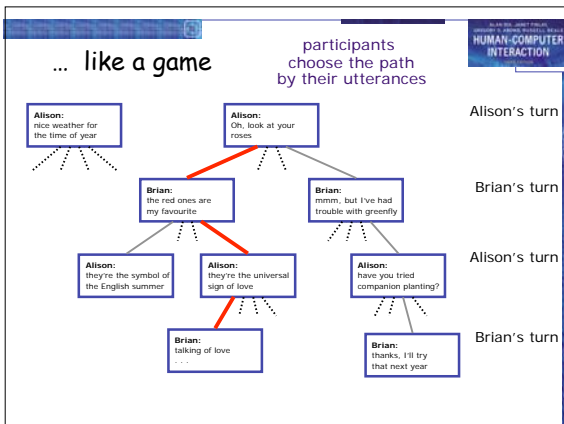 ... like a game
participants
choose the path
by their utterances
HUMAN-COMPUTER
INTERACTION
Alison:
nice weather for
the time of year
Alison:
Oh, look at your
roses
Alison's turn
Brian:
the red ones are
my favourite
Brian:
mmm, but I've had
trouble with greenfly
Brian's turn
Alison:
they're the symbol of
the English summer
Alison:
they're the universal
sign of love
Alison:
have you tried
companion planting?
Alison's turn
Brian:
talking of love
. . .
Brian:
thanks, I'll try
that next year
Brian's turn